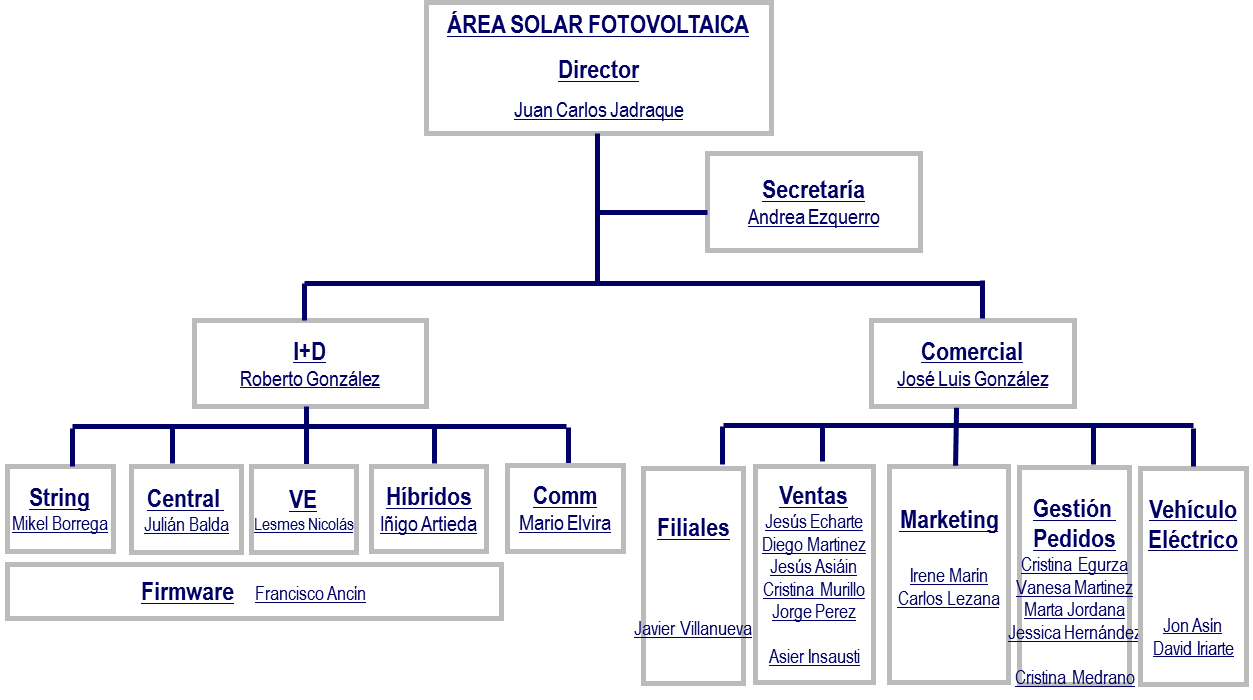 ÁREA SOLAR FOTOVOLTAICA
Director
Juan Carlos Jadraque
Secretaría
Andrea Ezquerro
I+D
Roberto González
Comercial
José Luis González
String
Mikel Borrega
Central
Julián Balda
VE
Lesmes Nicolás
Híbridos
Iñigo Artieda
Comm
Mario Elvira
Firmware Francisco Ancín
Filiales
Javier Villanueva
Ventas
Jesús Echarte
Diego Martinez
Jesús Asiáin
Cristina Murillo
Jorge Perez
Asier Insausti
Marketing
Irene Marín
Carlos Lezana
Gestión
Pedidos
Cristina Egurza
Vanesa Martinez
Marta Jordana
Jessica Hernández
Cristina Medrano
Vehículo
Eléctrico
Jon Asín
David Iriarte